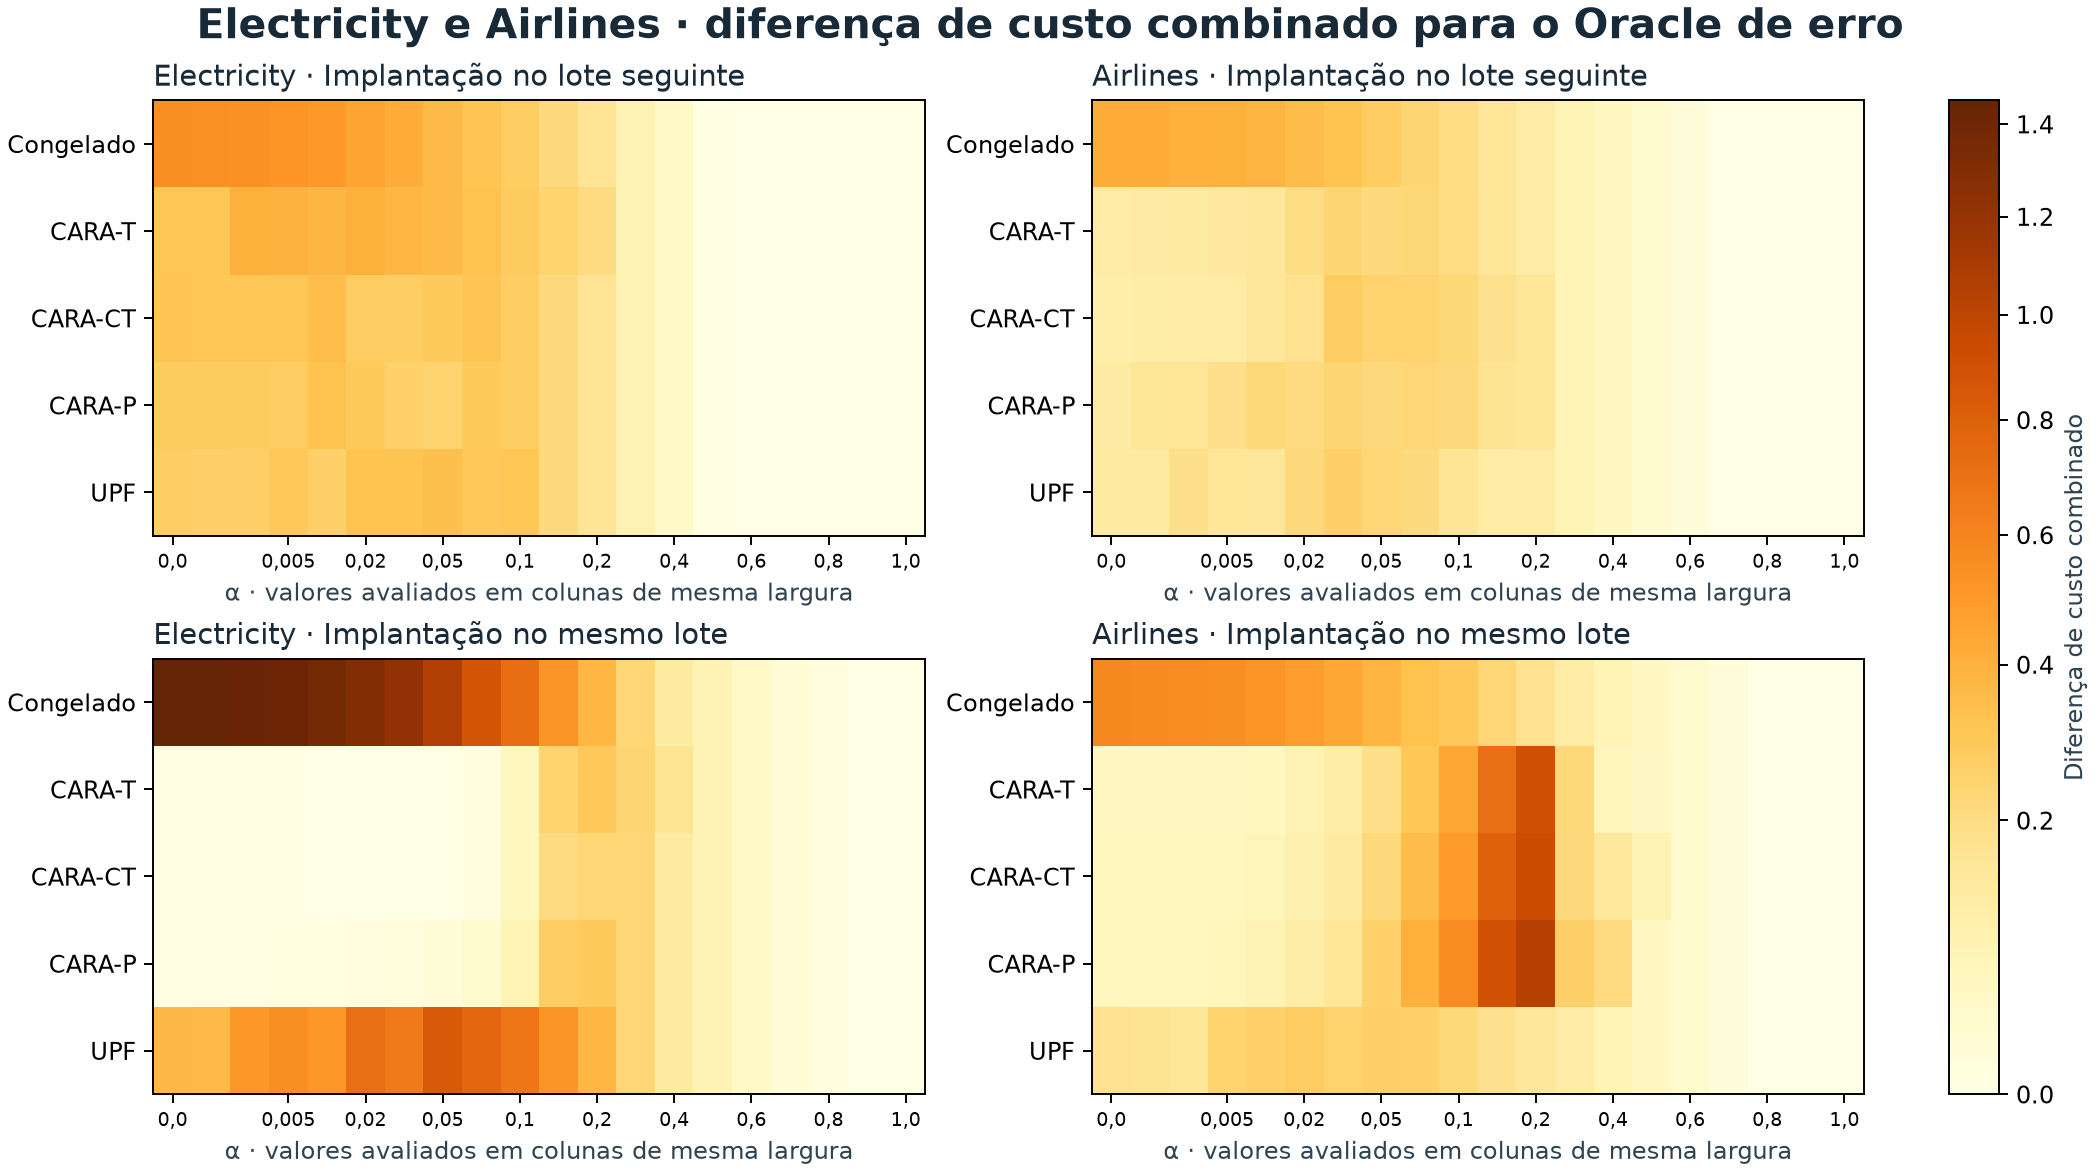 Electricity e Airlines · diferença de custo combinado para o Oracle de erro
Electricity · Implantação no lote seguinte
Congelado
CARA-T
CARA-CT
CARA-P
UPF
0,0 0,005 0,02 0,05 0,1 0,2 0,4 0,6 0,8 1,0
α · valores avaliados em colunas de mesma largura
Airlines · Implantação no lote seguinte
Congelado
CARA-T
CARA-CT
CARA-P
UPF
0,0 0,005 0,02 0,05 0,1 0,2 0,4 0,6 0,8 1,0
α · valores avaliados em colunas de mesma largura
Electricity · Implantação no mesmo lote
Congelado
CARA-T
CARA-CT
CARA-P
UPF
0,0 0,005 0,02 0,05 0,1 0,2 0,4 0,6 0,8 1,0
α · valores avaliados em colunas de mesma largura
Airlines · Implantação no mesmo lote
Congelado
CARA-T
CARA-CT
CARA-P
UPF
0,0 0,005 0,02 0,05 0,1 0,2 0,4 0,6 0,8 1,0
α · valores avaliados em colunas de mesma largura
1.4
1.2
1.0
0.8
0.6
0.4
0.2
0.0
Diferença de custo combinado